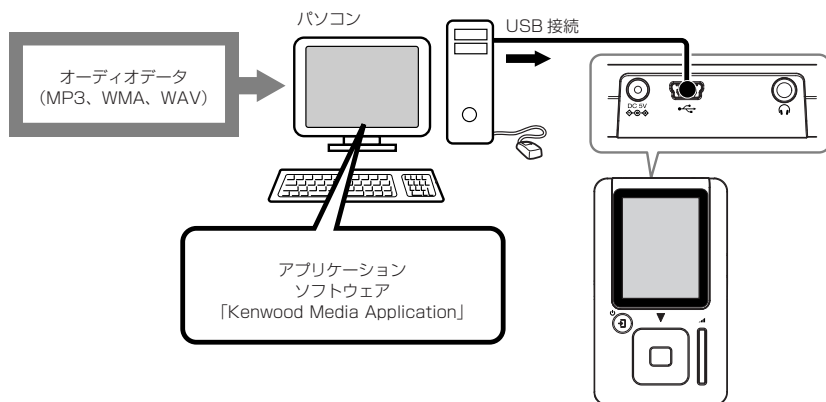 パソコン
USB 接続
オーディオデータ
（MP3、WMA、WAV）
DC 5V
アプリケーション
ソフトウェア
「Kenwood Media Application」